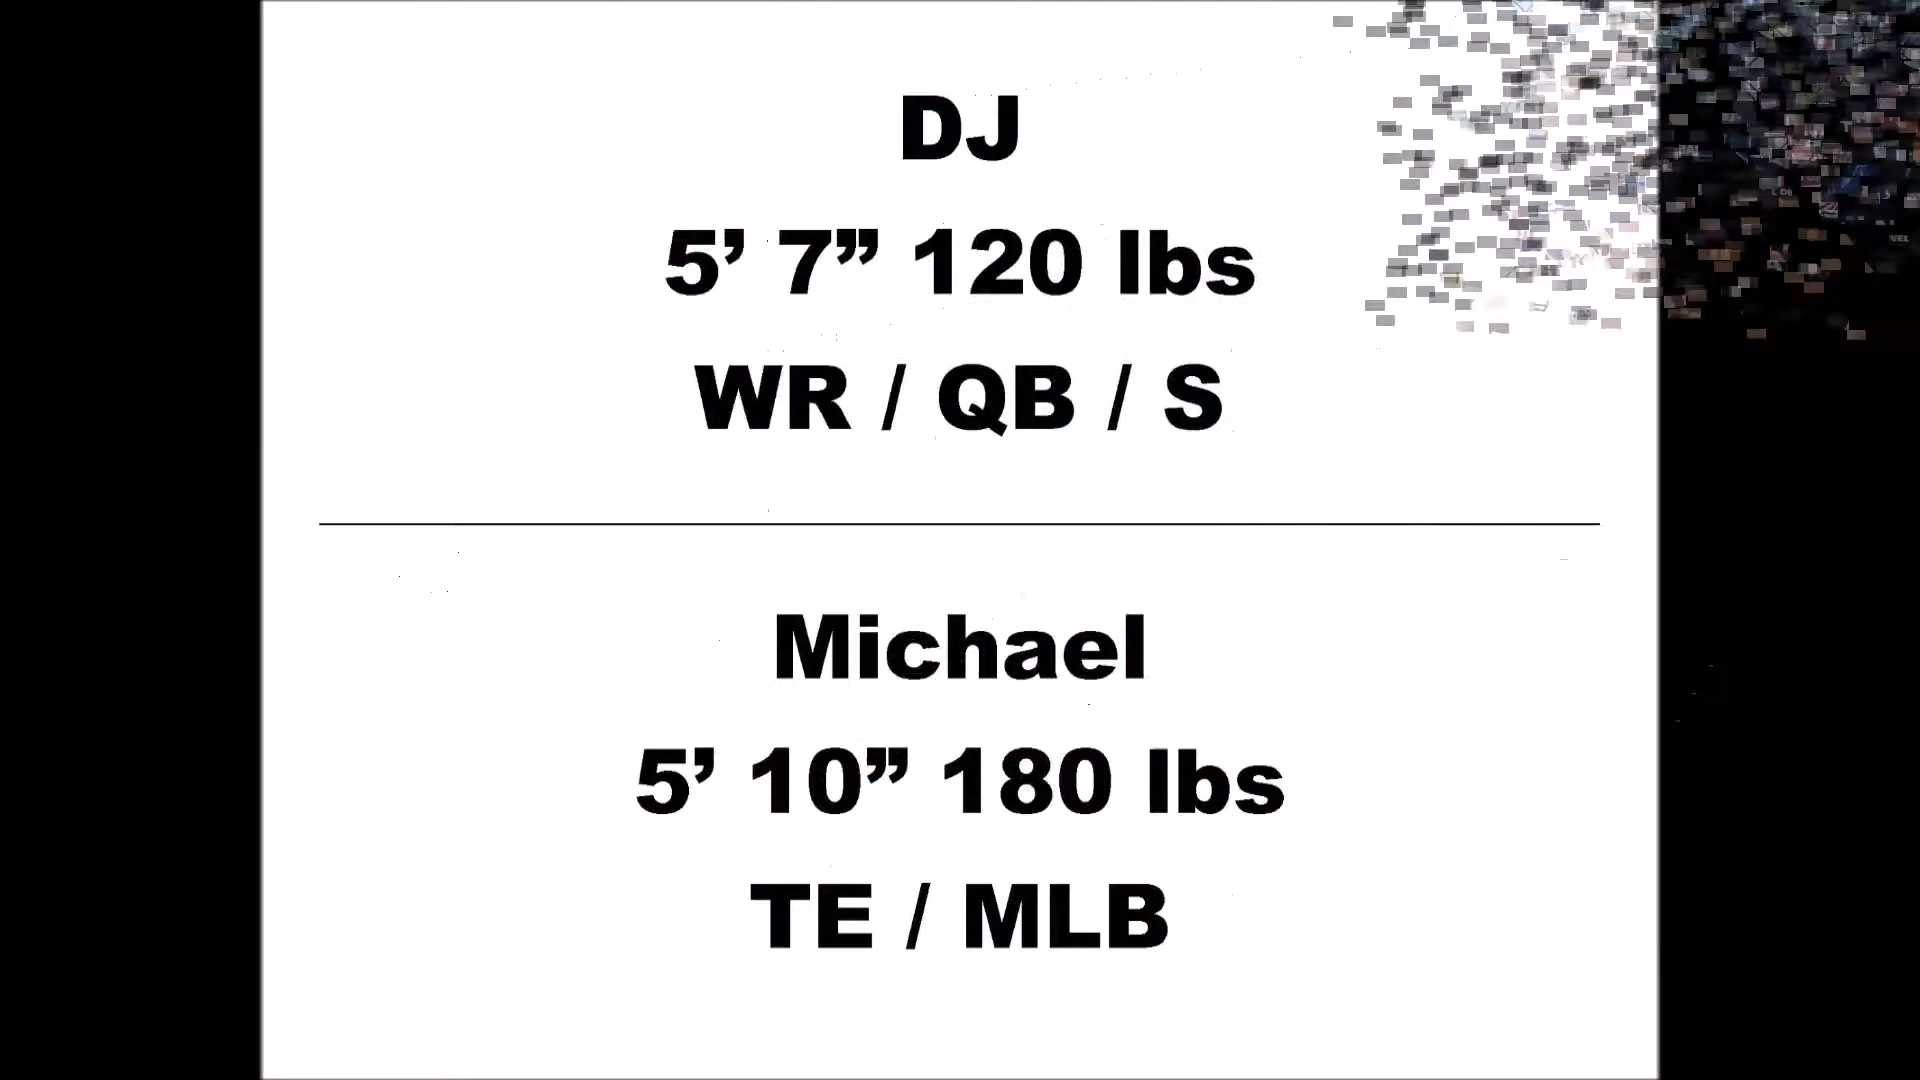 DJ
5’ 7” 120 lbs
WR / QB / S
Michael
5’ 10” 180 lbs
TE / MLB